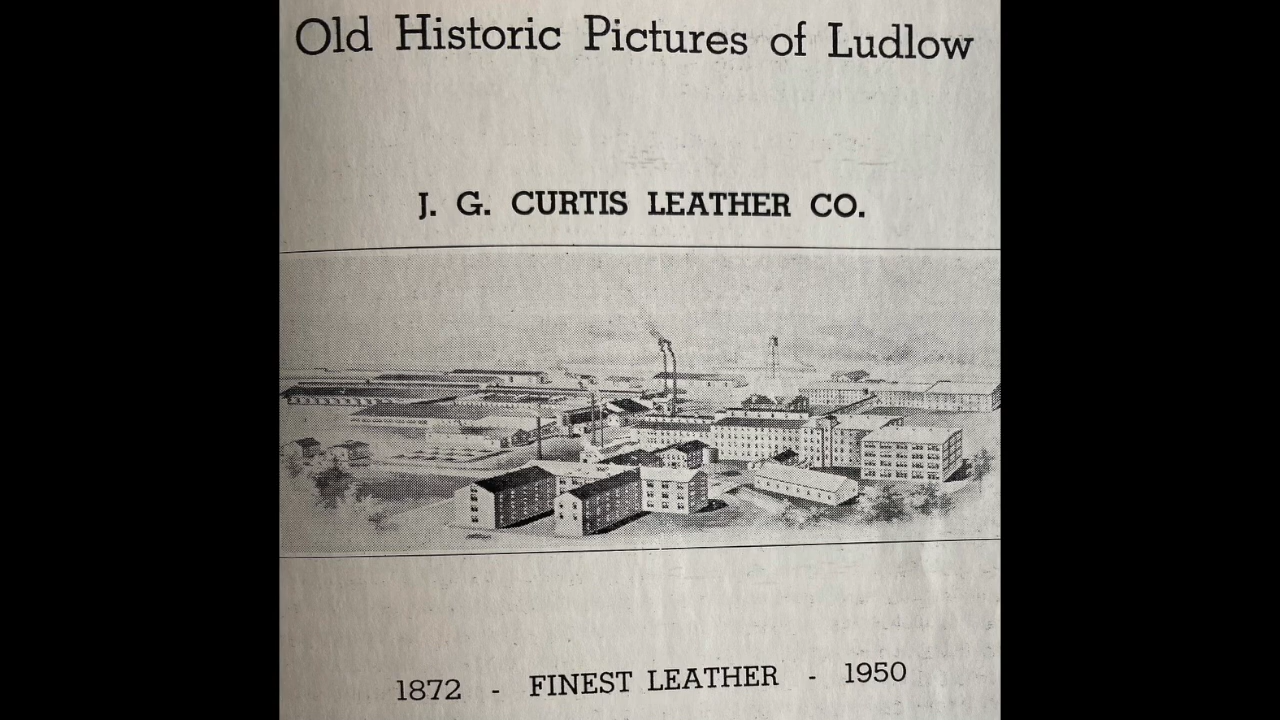 Old Historic Pictures of Ludlow
J. G. CURTIS LEATHER CO.
1872 - FINEST LEATHER - 1950